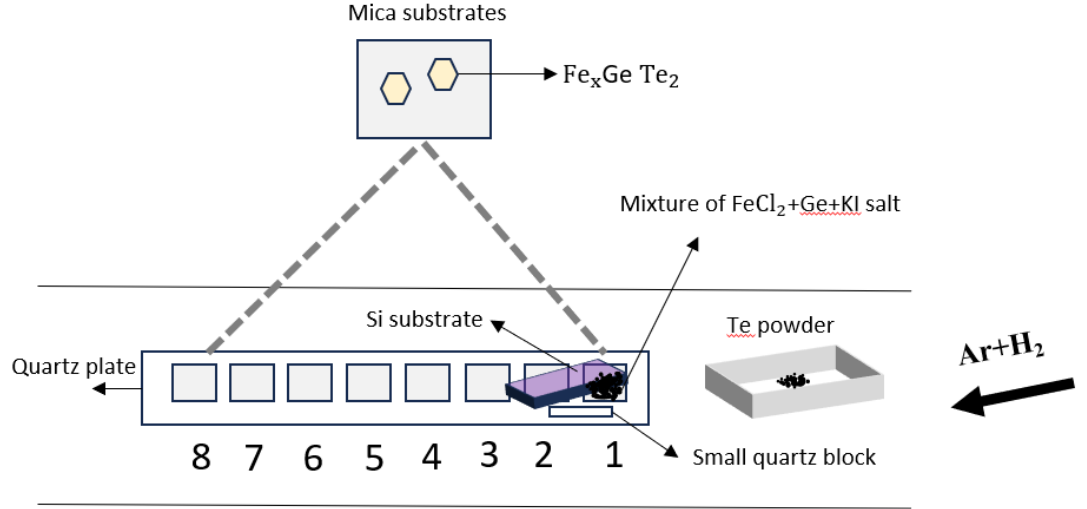 Mica substrates
FeₓGe Te₂
Mixture of FeCl₂+Ge+KI salt
Si substrate
Te powder
Ar+H₂
Quartz plate
8 7 6 5 4 3 2 1
Small quartz block